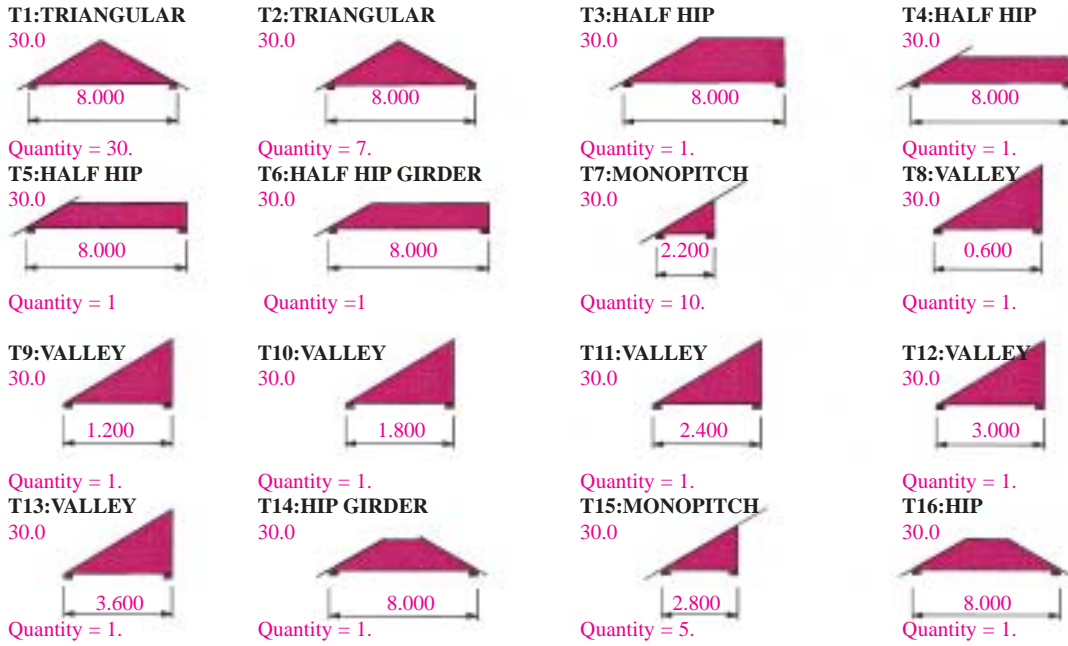 T1:TRIANGULAR
30.0
8.000
Quantity = 30.
T2:TRIANGULAR
30.0
8.000
Quantity = 7.
T3:HALF HIP
30.0
8.000
Quantity = 1.
T4:HALF HIP
30.0
8.000
Quantity = 1.
T5:HALF HIP
30.0
8.000
Quantity = 1
T6:HALF HIP GIRDER
30.0
8.000
Quantity =1
T7:MONOPITCH
30.0
2.200
Quantity = 10.
T8:VALLEY
30.0
0.600
Quantity = 1.
T9:VALLEY
30.0
1.200
Quantity = 1.
T10:VALLEY
30.0
1.800
Quantity = 1.
T11:VALLEY
30.0
2.400
Quantity = 1.
T12:VALLEY
30.0
3.000
Quantity = 1.
T13:VALLEY
30.0
3.600
Quantity = 1.
T14:HIP GIRDER
30.0
8.000
Quantity = 1.
T15:MONOPITCH
30.0
2.800
Quantity = 5.
T16:HIP
30.0
8.000
Quantity = 1.